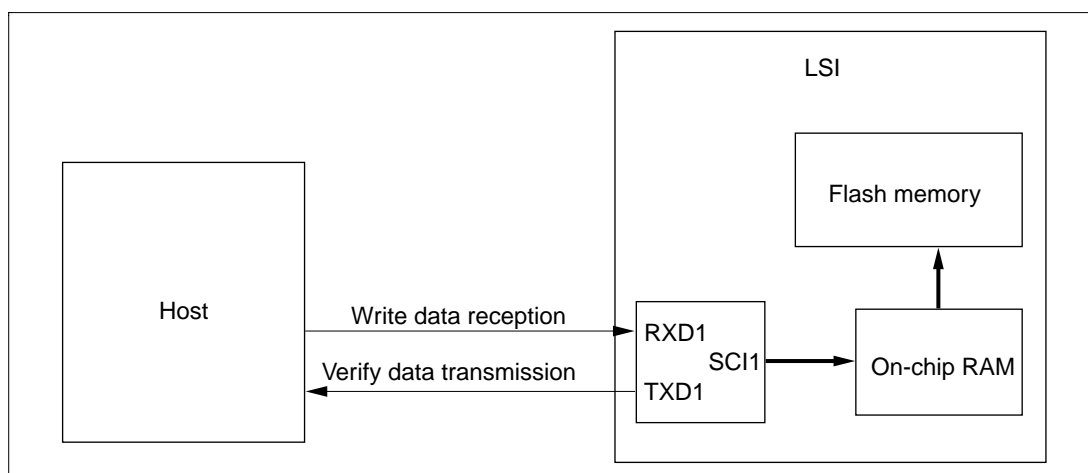 LSI
Flash memory
Host
Write data reception
Verify data transmission
RXD1
SCI1
TXD1
On-chip RAM